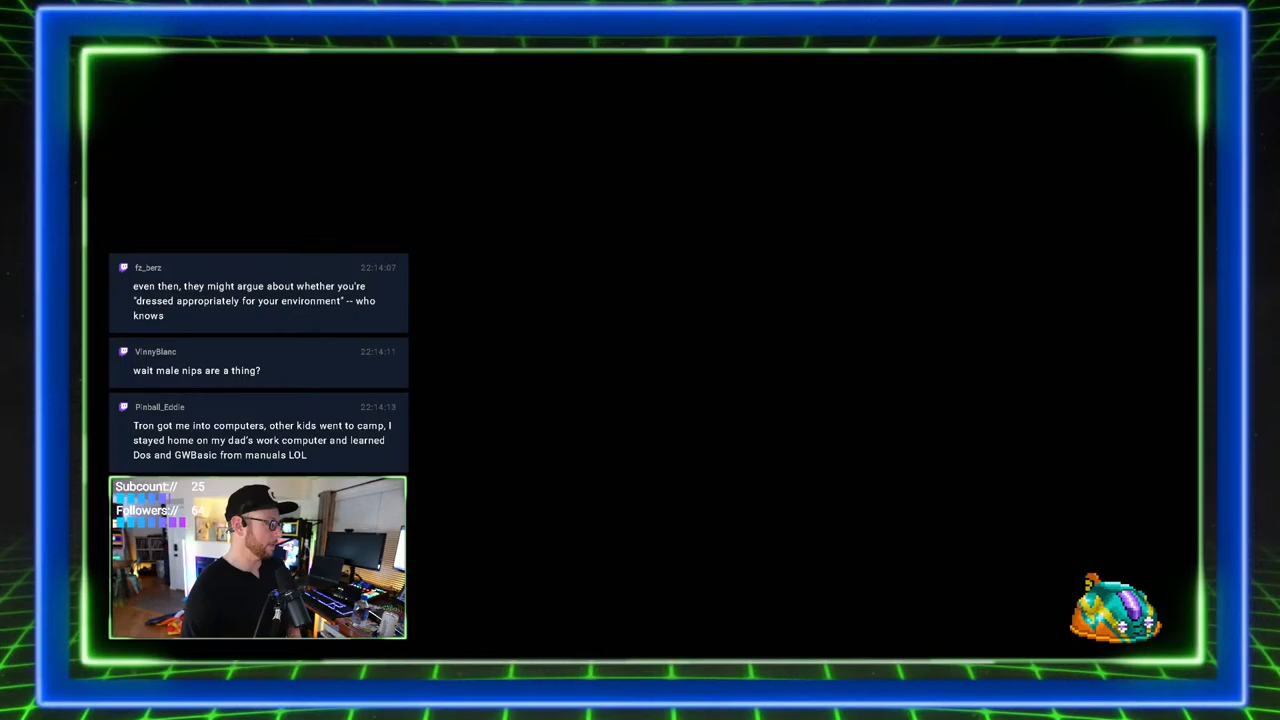 fz_berz 22:14:07
even then, they might argue about whether you're
"dressed appropriately for your environment" -- who
knows
VinnyBlanc 22:14:11
wait male nips are a thing?
Pinball_Eddie 22:14:13
Tron got me into computers, other kids went to camp, I
stayed home on my dad's work computer and learned
Dos and GWBasic from manuals LOL
Subcount:// 25
Followers:// 64